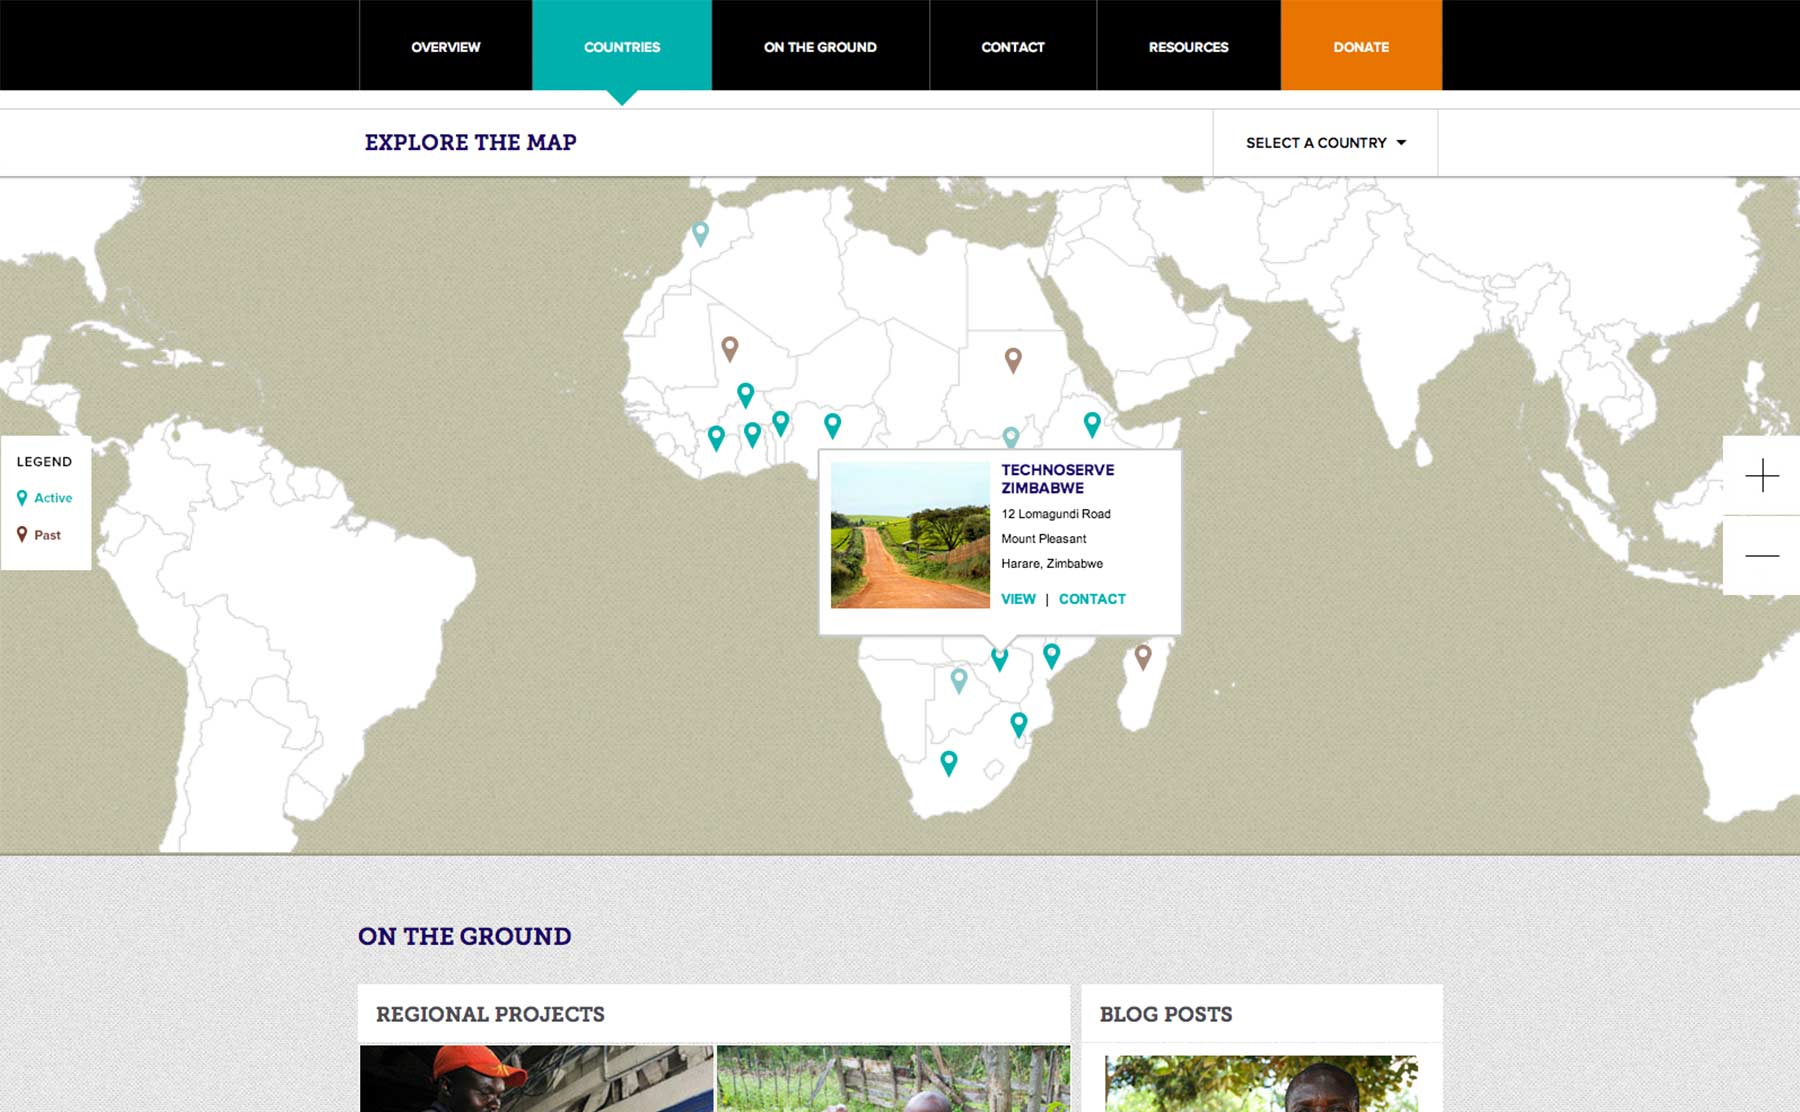 OVERVIEW
COUNTRIES
ON THE GROUND
CONTACT
RESOURCES
DONATE
EXPLORE THE MAP
SELECT A COUNTRY
LEGEND
Active
Past
TECHNOSERVE
ZIMBABWE
12 Lomagundi Road
Mount Pleasant
Harare, Zimbabwe
VIEW | CONTACT
ON THE GROUND
REGIONAL PROJECTS
BLOG POSTS